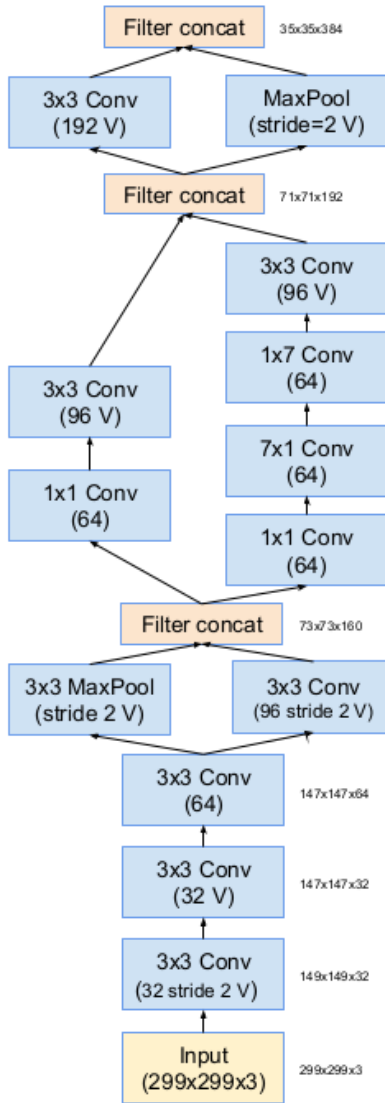 Filter concat
35x35x384
3x3 Conv
(192 V)
MaxPool
(stride=2 V)
Filter concat
71x71x192
3x3 Conv
(96 V)
1x7 Conv
(64)
3x3 Conv
(96 V)
7x1 Conv
(64)
1x1 Conv
(64)
1x1 Conv
(64)
Filter concat
73x73x160
3x3 MaxPool
(stride 2 V)
3x3 Conv
(96 stride 2 V)
3x3 Conv
(64)
147x147x64
3x3 Conv
(32 V)
147x147x32
3x3 Conv
(32 stride 2 V)
149x149x32
Input
(299x299x3)
299x299x3